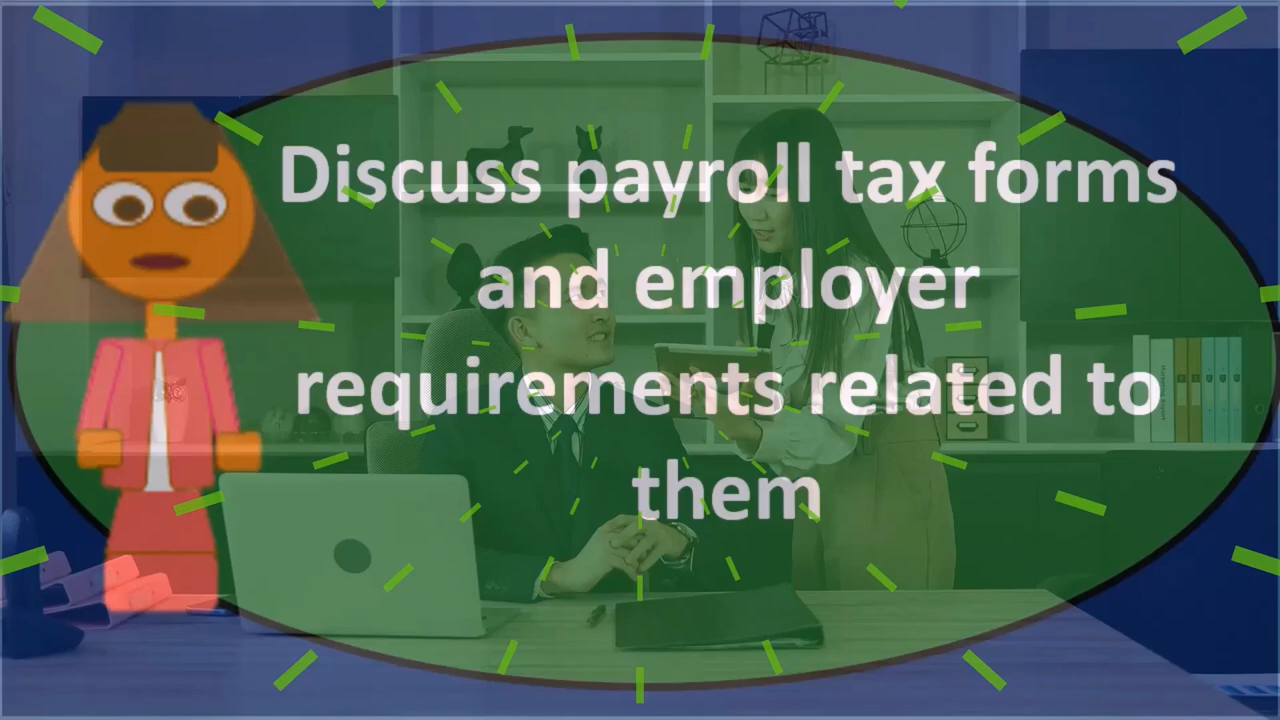 Discuss payroll tax forms
and employer
requirements related to
them